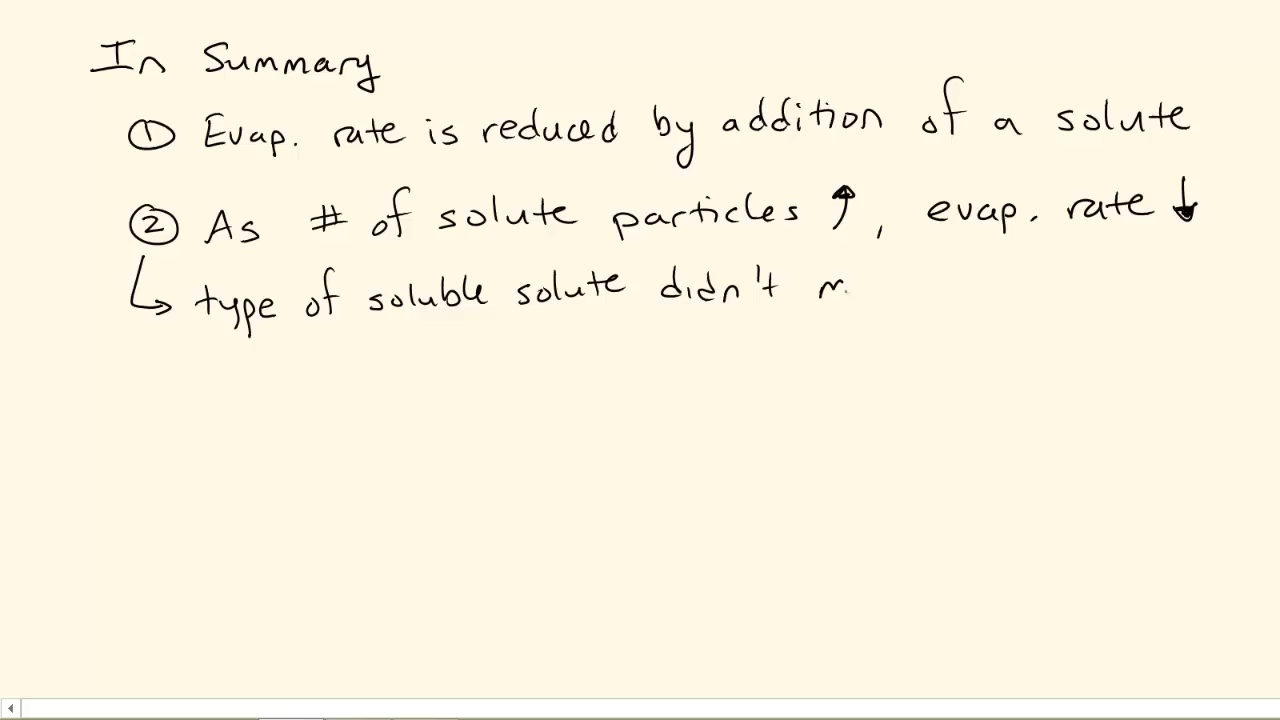 In Summary
① Evap. rate is reduced by addition of a solute
② As # of solute particles ↑, evap. rate ↓
↳ type of soluble solute didn't m